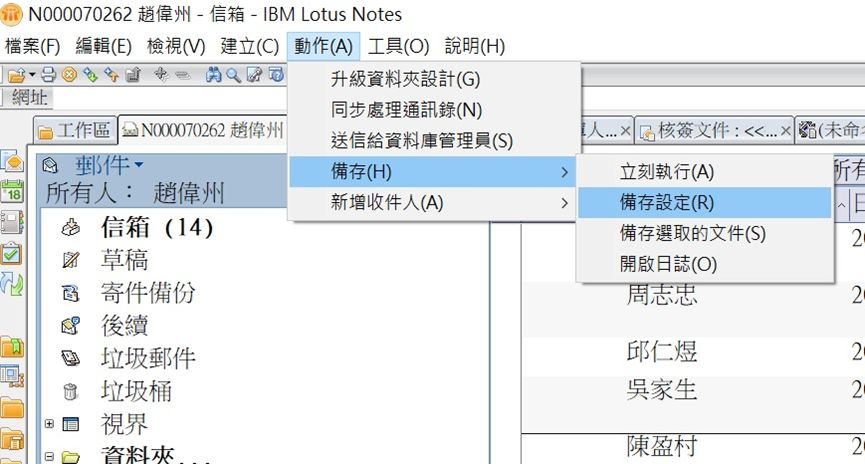 N000070262 趙偉州 - 信箱 - IBM Lotus Notes
檔案(F) 編輯(E) 檢視(V) 建立(C) 動作(A) 工具(O) 說明(H)
網址
升級資料夾設計(G)
同步處理通訊錄(N)
送信給資料庫管理員(S)
備存(H)
新增收件人(A)
立刻執行(A)
備存設定(R)
備存選取的文件(S)
開啟日誌(O)
工作區 N000070262 趙偉州 人... 核簽文件 : <<... (未命
郵件
所有人： 趙偉州
信箱 (14)
草稿
寄件備份
後續
垃圾郵件
垃圾桶
視界
資料夾...
所有
日
周志忠
邱仁煜
吳家生
陳盈村
18